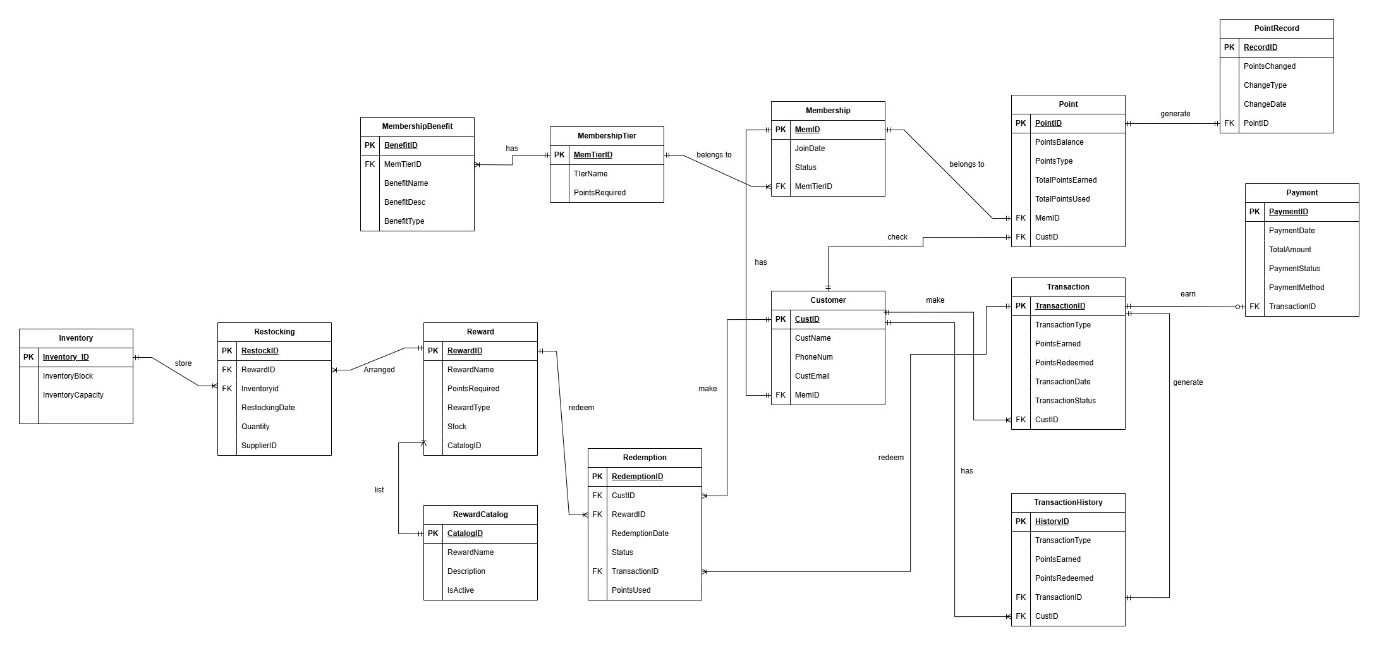 PointRecord
PK RecordID
PointsChanged
ChangeType
ChangeDate
FK PointID
generate
Point
PK PointID
PointsBalance
PointsType
TotalPointsEarned
TotalPointsUsed
FK MemID
FK CustID
Membership
PK MemID
JoinDate
Status
FK MemTierID
belongs to
MembershipTier
PK MemTierID
TIerName
PointsRequired
belongs to
MembershipBenefit
PK BenefitID
FK MemTierID
BenefitName
BenefitDesc
BenefitType
has
Payment
PK PaymentID
PaymentDate
TotalAmount
PaymentStatus
PaymentMethod
FK TransactionID
earn
check
has
Customer
PK CustID
CustName
PhoneNum
CustEmail
FK MemID
make
Transaction
PK TransactionID
TransactionType
PointsEarned
PointsRedeemed
TransactionDate
TransactionStatus
FK CustID
generate
Inventory
PK Inventory_ID
InventoryBlock
InventoryCapacity
store
Restocking
PK RestockID
FK RewardID
FK Inventoryid
RestockingDate
Quantity
SupplierID
Arranged
Reward
PK RewardID
RewardName
PointsRequired
RewardType
Stock
CatalogID
redeem
make
list
RewardCatalog
PK CatalogID
RewardName
Description
IsActive
Redemption
PK RedemptionID
FK CustID
FK RewardID
RedemptionDate
Status
FK TransactionID
PointsUsed
redeem
has
TransactionHistory
PK HistoryID
TransactionType
PointsEarned
PointsRedeemed
FK TransactionID
FK CustID